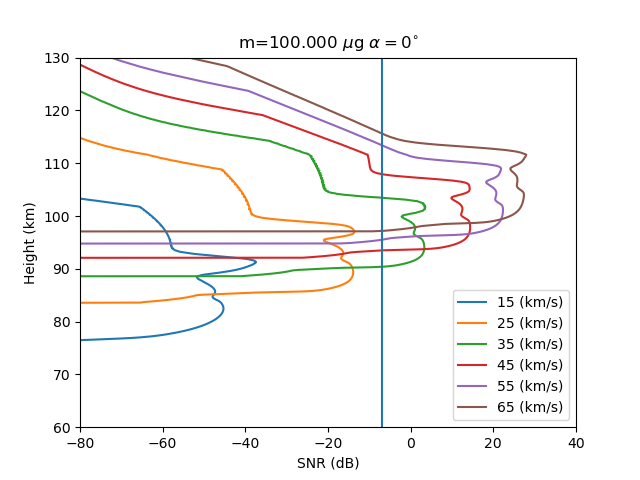 m=100.000 μg α = 0°
Height (km)
130
120
110
100
90
80
70
60
−80
−60
−40
−20
0
20
40
SNR (dB)
15 (km/s)
25 (km/s)
35 (km/s)
45 (km/s)
55 (km/s)
65 (km/s)